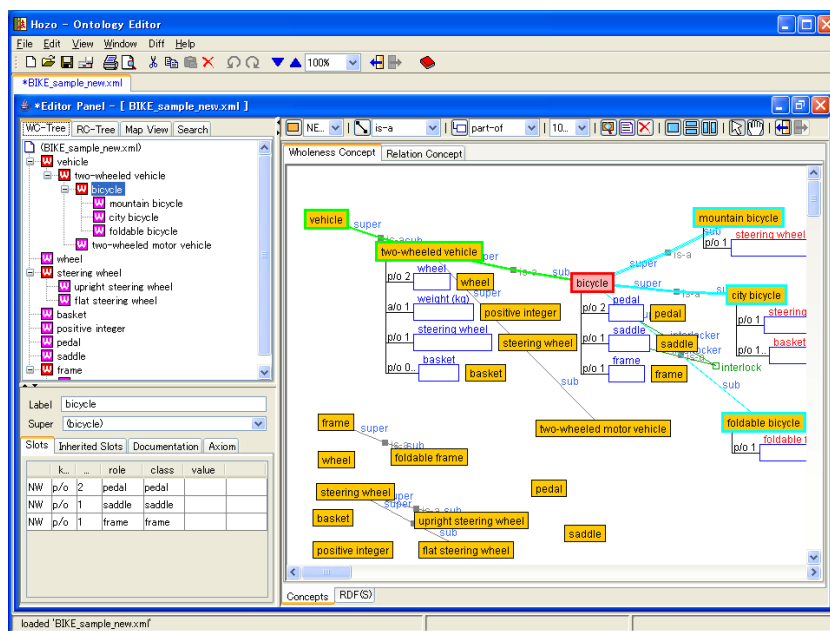 Hozo - Ontology Editor
File Edit View Window Diff Help
100%
*BIKE_sample_new.xml
*Editor Panel - [ BIKE_sample_new.xml ]
WC-Tree RC-Tree Map View Search
NE... is-a part-of 10...
(BIKE_sample_new.xml)
vehicle
two-wheeled vehicle
bicycle
mountain bicycle
city bicycle
foldable bicycle
two-wheeled motor vehicle
wheel
steering wheel
upright steering wheel
flat steering wheel
basket
positive integer
pedal
saddle
frame
Label bicycle
Super (bicycle)
Slots Inherited Slots Documentation Axiom
k... ... role class value
NW p/o 2 pedal pedal
NW p/o 1 saddle saddle
NW p/o 1 frame frame
Wholeness Concept Relation Concept
vehicle
super
is-a sub
two-wheeled vehicle
super
is-a
sub
p/o 2 wheel
wheel
super
a/o 1 weight (kg)
positive integer
p/o 1 steering wheel
steering wheel
p/o 0.. basket
basket
bicycle
p/o 2 pedal
pedal
p/o 1 saddle
saddle
p/o 1 frame
frame
super
is-a
super
is-a
interlock
sub
mountain bicycle
sub
p/o 1 steering wheel
city bicycle
p/o 1 steering
p/o 1.. basket
foldable bicycle
p/o 1 foldable f
sub
two-wheeled motor vehicle
frame
super
is-a sub
foldable frame
wheel
steering wheel
super
super
is-a sub
upright steering wheel
sub
flat steering wheel
basket
positive integer
pedal
saddle
Concepts RDF(S)
loaded 'BIKE_sample_new.xml'